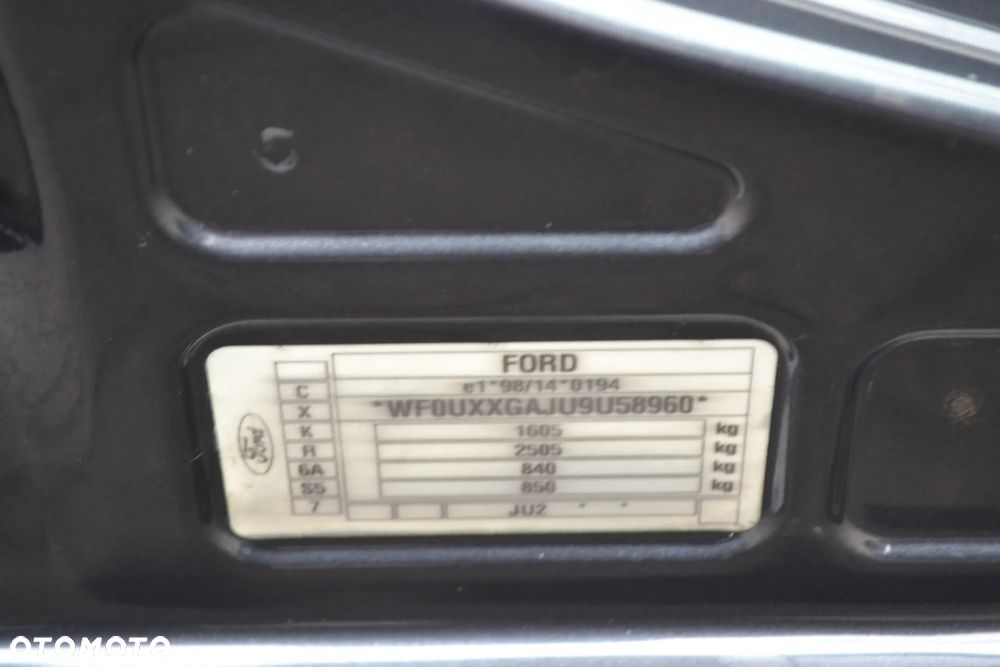 FORD
C e1*98/14*0194
X *WF0UXXGAJU9U58960*
K 1605 kg
R 2505 kg
6A 840 kg
S5 850 kg
7 JU2 - -
Ford
OTOMOTO